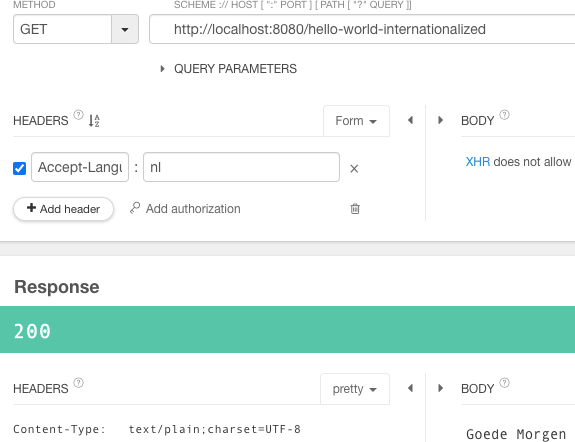 METHOD SCHEME :// HOST [ ":" PORT ] [ PATH [ "?" QUERY ]]
GET http://localhost:8080/hello-world-internationalized
QUERY PARAMETERS
HEADERS ? Form BODY ?
Accept-Langu : nl ×
XHR does not allow
+ Add header Add authorization
Response
200
HEADERS ? pretty BODY ?
Content-Type: text/plain;charset=UTF-8
Goede Morgen